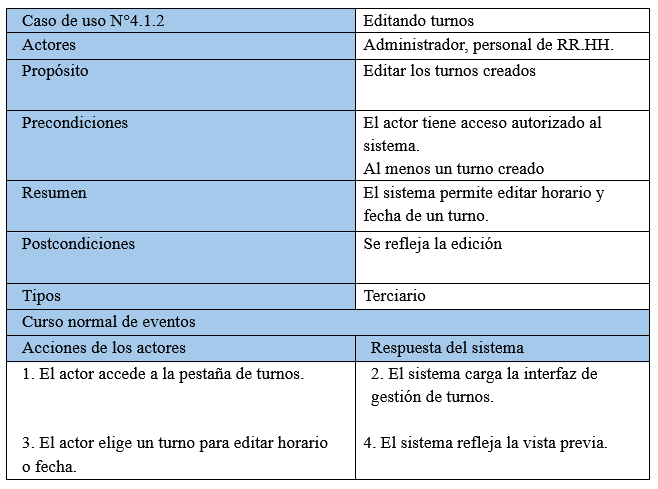 Caso de uso N°4.1.2 Editando turnos
Actores Administrador, personal de RR.HH.
Propósito Editar los turnos creados
Precondiciones El actor tiene acceso autorizado al
sistema.
Al menos un turno creado
Resumen El sistema permite editar horario y
fecha de un turno.
Postcondiciones Se refleja la edición
Tipos Terciario
Curso normal de eventos
Acciones de los actores Respuesta del sistema
1. El actor accede a la pestaña de turnos. 2. El sistema carga la interfaz de
gestión de turnos.
3. El actor elige un turno para editar horario 4. El sistema refleja la vista previa.
o fecha.